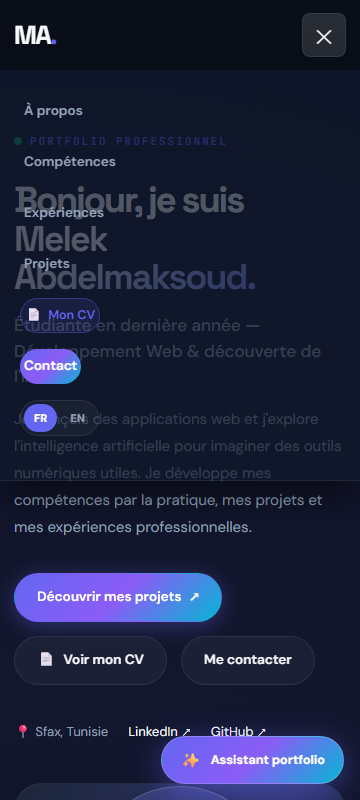 MA.
À propos
PORTFOLIO PROFESSIONNEL
Compétences
Bonjour, je suis
Expériences
Melek
Projets
Abdelmaksoud.
Mon CV
Étudiante en dernière année —
Développement Web & découverte de
Contact
FR EN
des applications web et j'explore
l'intelligence artificielle pour imaginer des outils
numériques utiles. Je développe mes
compétences par la pratique, mes projets et
mes expériences professionnelles.
Découvrir mes projets ↗
Voir mon CV
Me contacter
Sfax, Tunisie LinkedIn ↗ GitHub ↗
Assistant portfolio